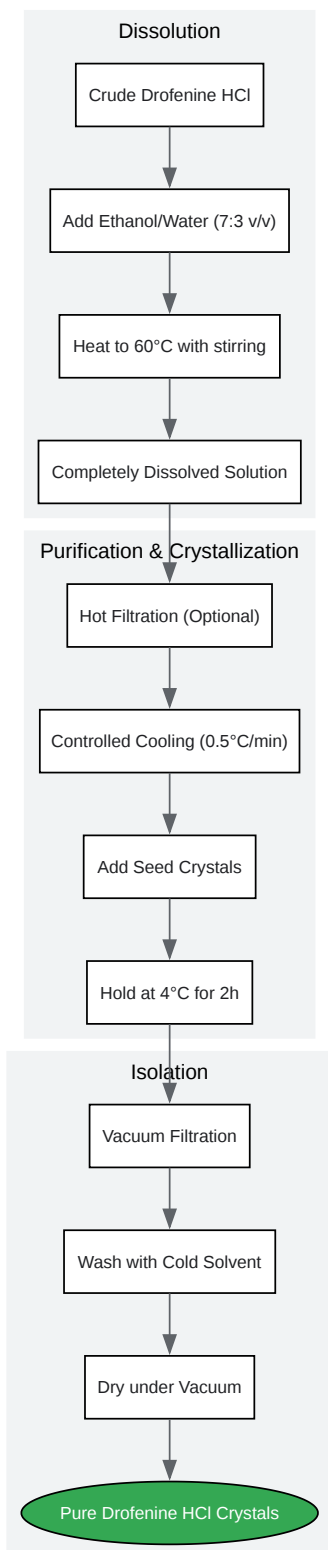 Dissolution
Crude Drofenine HCl
Add Ethanol/Water (7:3 v/v)
Heat to 60°C with stirring
Completely Dissolved Solution
Purification & Crystallization
Hot Filtration (Optional)
Controlled Cooling (0.5°C/min)
Add Seed Crystals
Hold at 4°C for 2h
Isolation
Vacuum Filtration
Wash with Cold Solvent
Dry under Vacuum
Pure Drofenine HCl Crystals